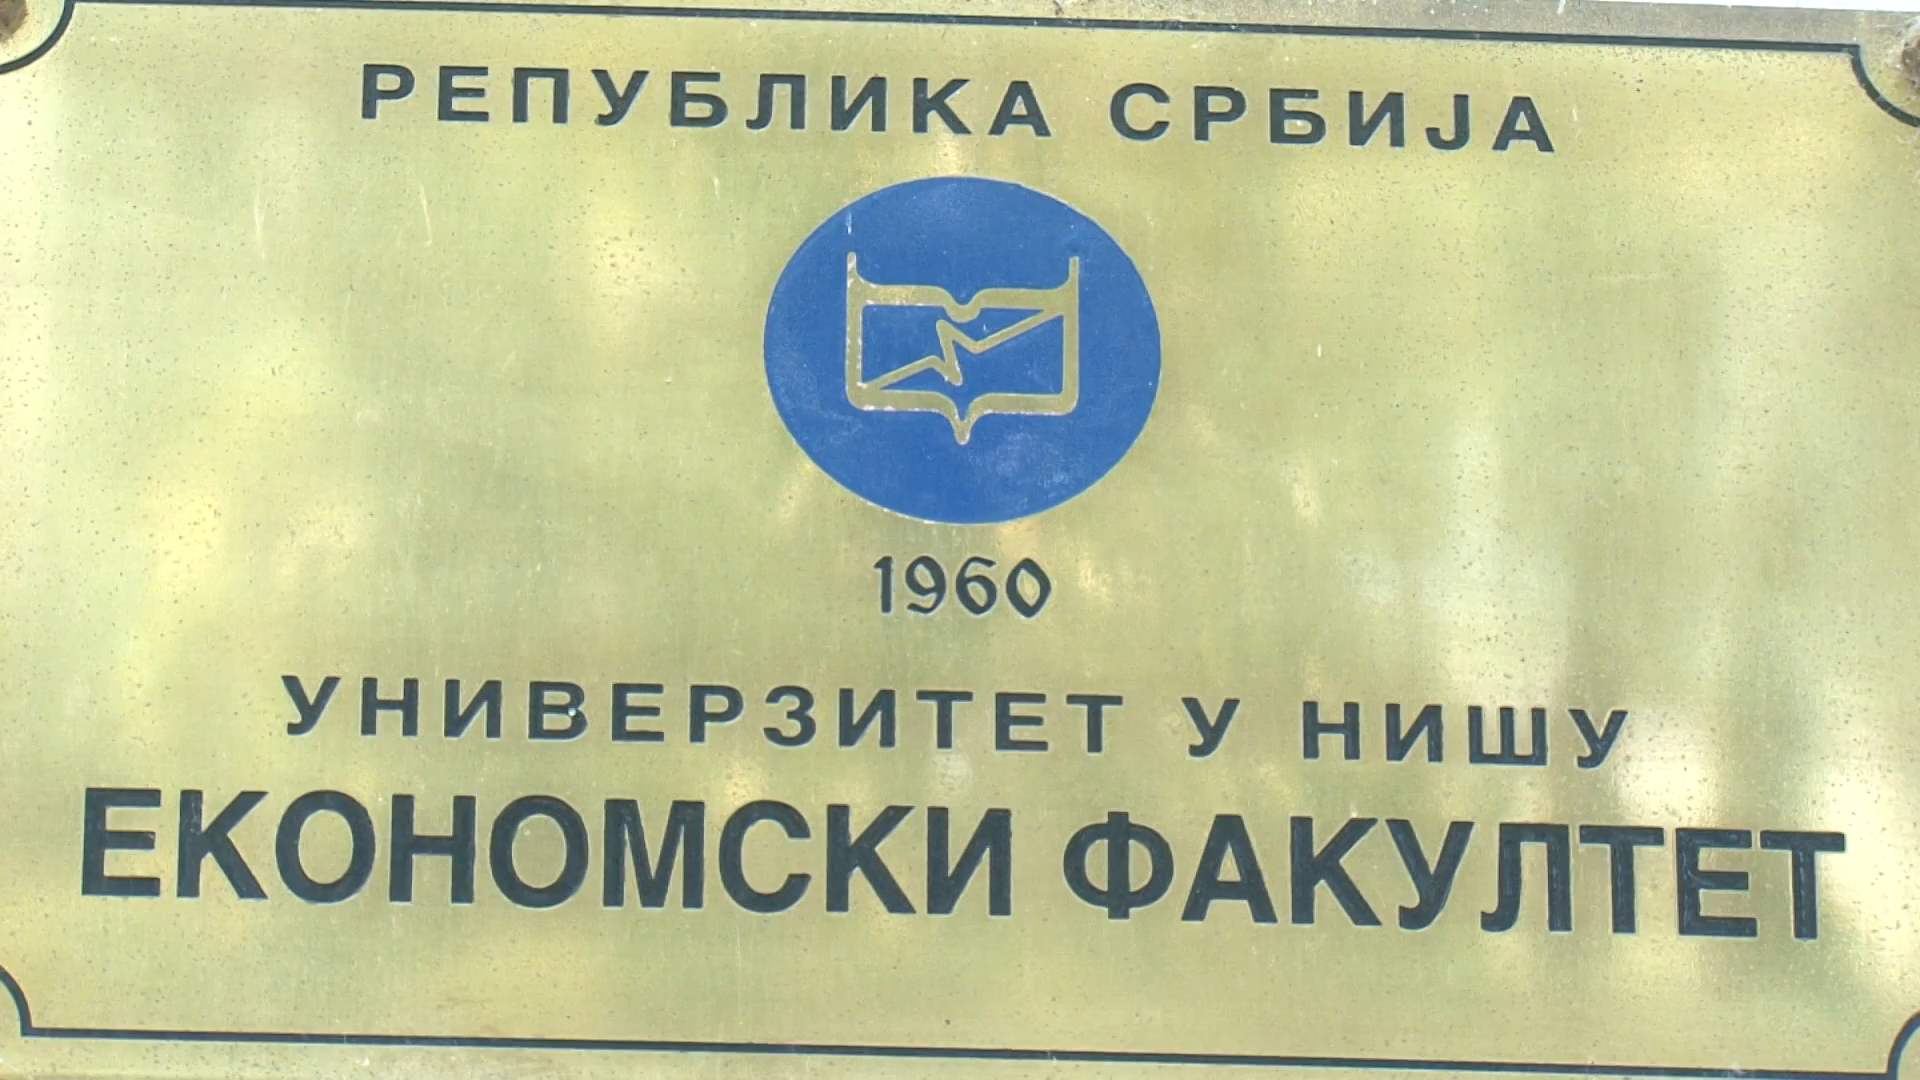 РЕПУБЛИКА СРБИЈА
1960
УНИВЕРЗИТЕТ У НИШУ
ЕКОНОМСКИ ФАКУЛТЕТ